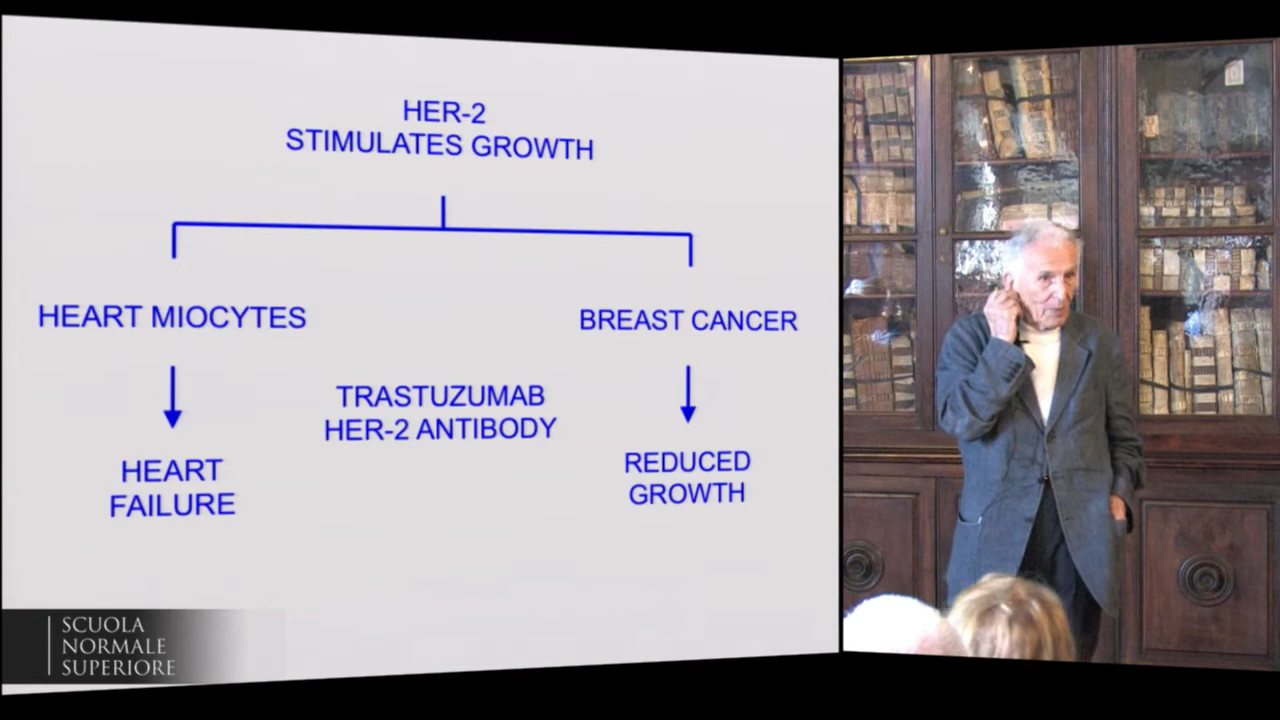 HER-2
STIMULATES GROWTH
HEART MIOCYTES
BREAST CANCER
TRASTUZUMAB
HER-2 ANTIBODY
HEART
FAILURE
REDUCED
GROWTH
SCUOLA
NORMALE
SUPERIORE